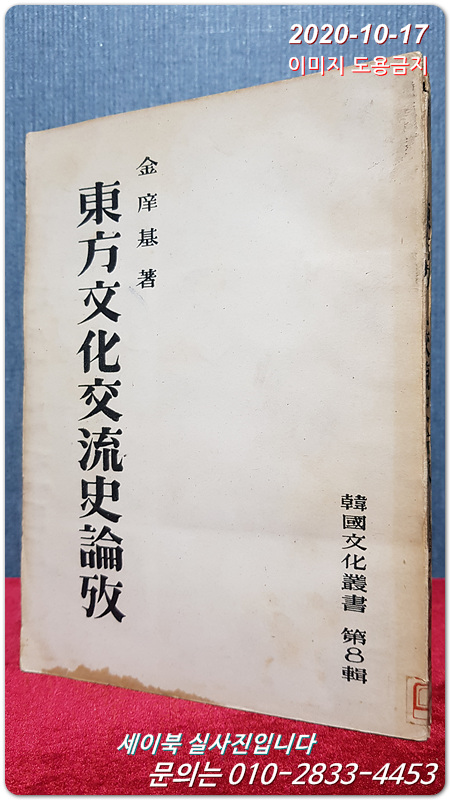 2020-10-17
이미지 도용금지
韓國文化叢書 第8輯
金庠基 著
東方文化交流史論攷
세이북 실사진입니다
문의는 010-2833-4453